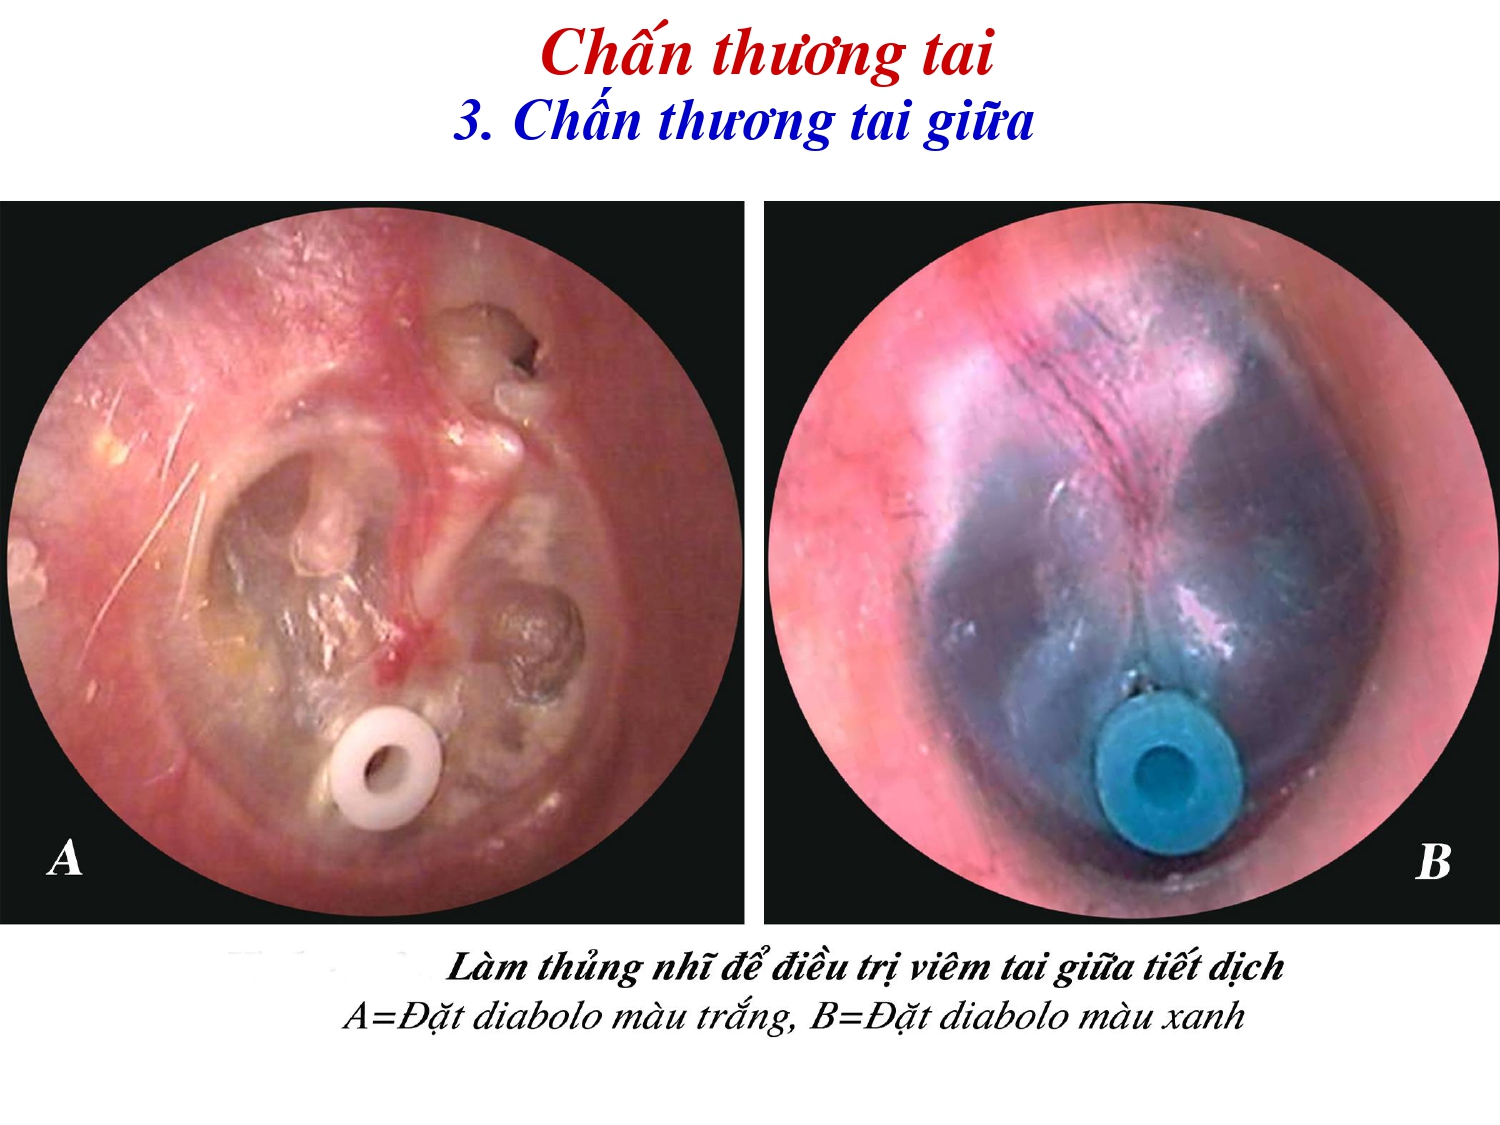 Chấn thương tai
3. Chấn thương tai giữa
A
B
Làm thủng nhĩ để điều trị viêm tai giữa tiết dịch
A=Đặt diabolo màu trắng, B=Đặt diabolo màu xanh